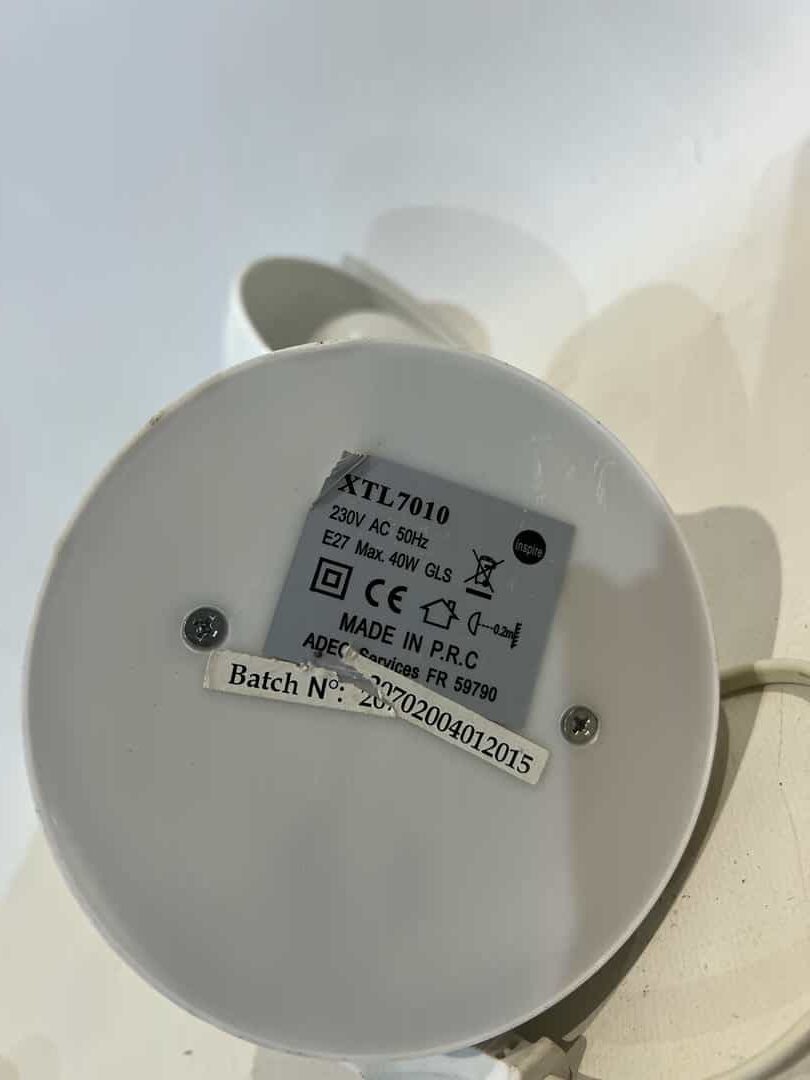 XTL7010
230V AC 50Hz
inspire
E27 Max. 40W GLS
CE
0.2m
MADE IN P.R.C
ADEO Services FR 59790
Batch N°: 20702004012015